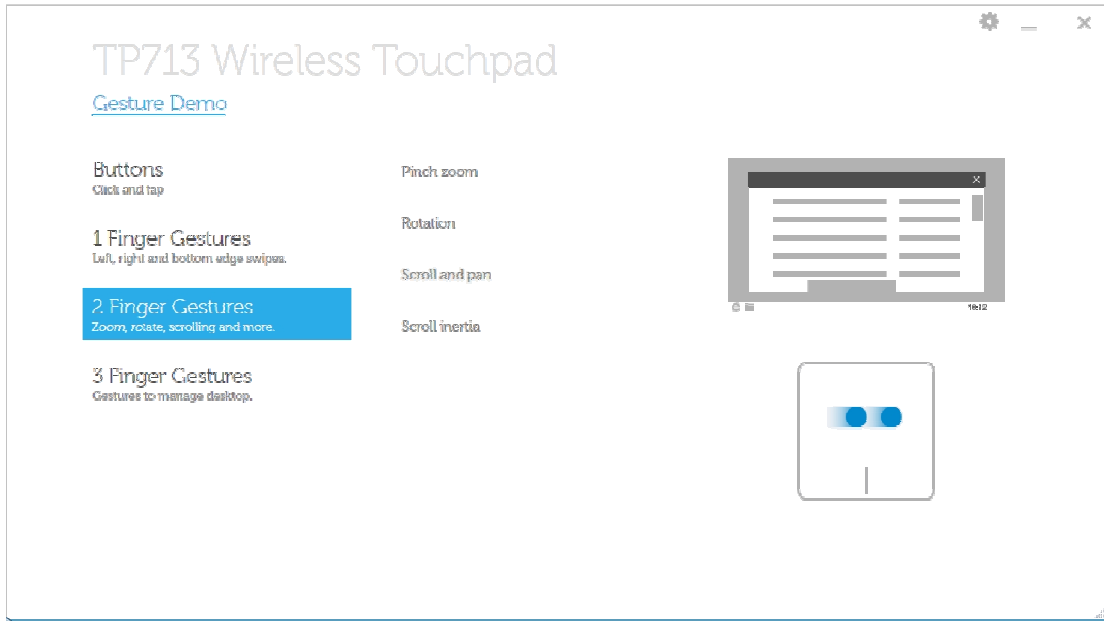 TP713 Wireless Touchpad
Gesture Demo
Buttons
Click and tap
1 Finger Gestures
Left, right and bottom edge swipes.
2 Finger Gestures
Zoom, rotate, scrolling and more.
3 Finger Gestures
Gestures to manage desktop.
Pinch zoom
Rotation
Scroll and pan
Scroll inertia